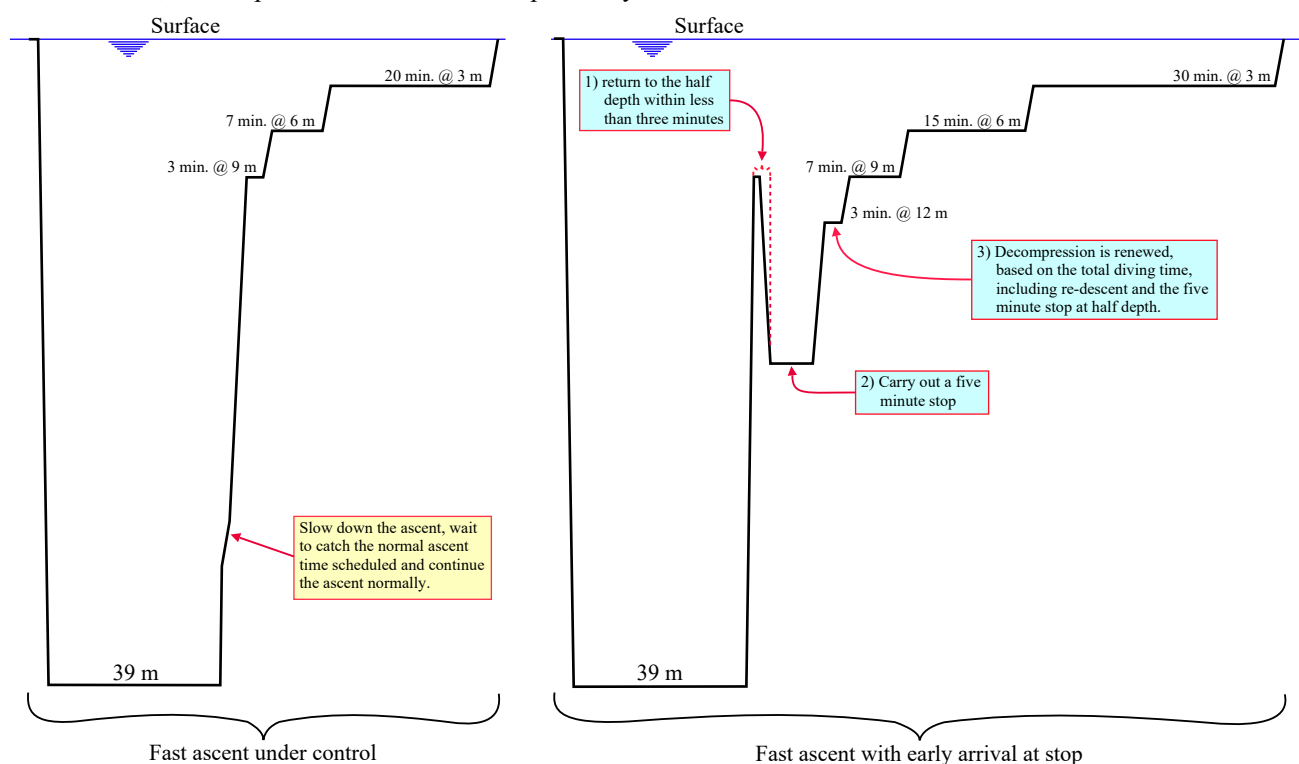 Surface
20 min. @ 3 m
7 min. @ 6 m
3 min. @ 9 m
Slow down the ascent, wait
to catch the normal ascent
time scheduled and continue
the ascent normally.
39 m
Fast ascent under control
Surface
30 min. @ 3 m
1) return to the half
depth within less
than three minutes
15 min. @ 6 m
7 min. @ 9 m
3 min. @ 12 m
3) Decompression is renewed,
based on the total diving time,
including re-descent and the five
minute stop at half depth.
2) Carry out a five
minute stop
39 m
Fast ascent with early arrival at stop